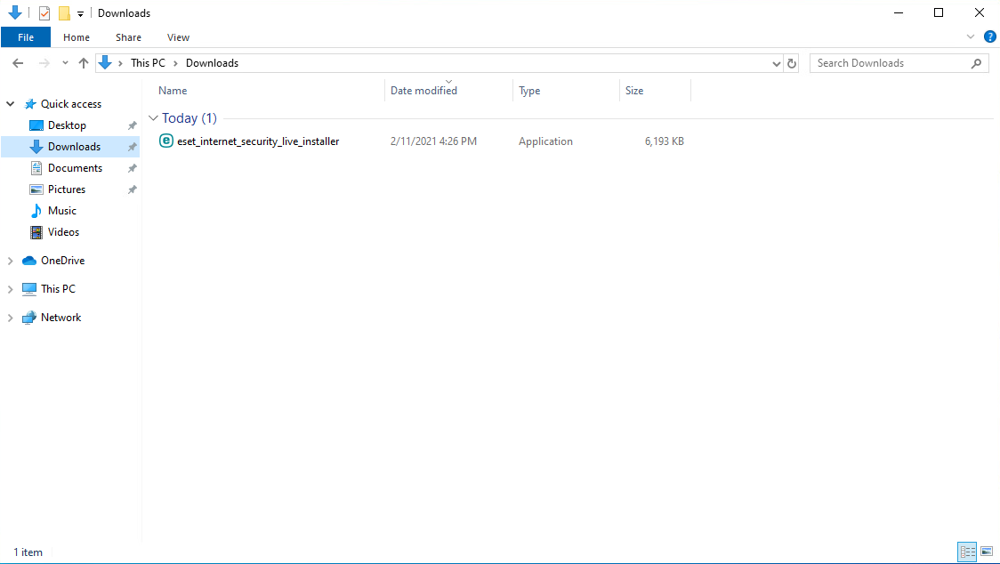 Downloads
File Home Share View
This PC Downloads
Search Downloads
Name Date modified Type Size
Quick access
Today (1)
Desktop
eset_internet_security_live_installer 2/11/2021 4:26 PM Application 6,193 KB
Downloads
Documents
Pictures
Music
Videos
OneDrive
This PC
Network
1 item